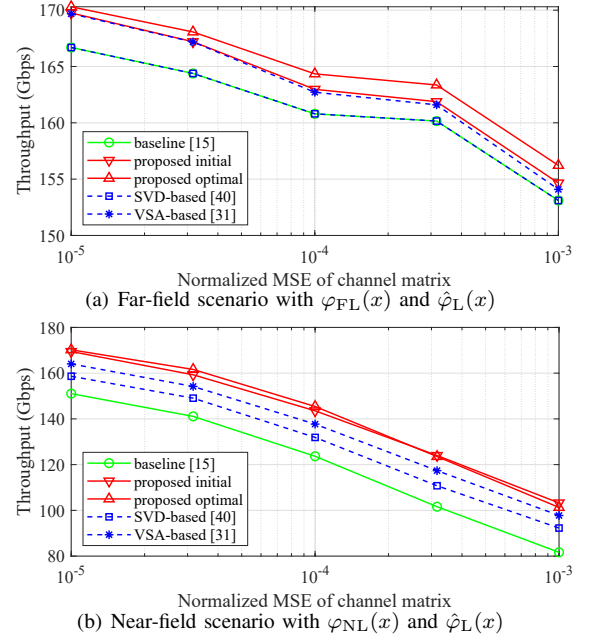 170
165
160
155
150
Throughput (Gbps)
baseline [15]
proposed initial
proposed optimal
SVD-based [40]
VSA-based [31]
10⁻⁵
10⁻⁴
10⁻³
Normalized MSE of channel matrix
(a) Far-field scenario with φ_FL(x) and φ̂_L(x)
180
160
140
120
100
80
Throughput (Gbps)
baseline [15]
proposed initial
proposed optimal
SVD-based [40]
VSA-based [31]
10⁻⁵
10⁻⁴
10⁻³
Normalized MSE of channel matrix
(b) Near-field scenario with φ_NL(x) and φ̂_L(x)